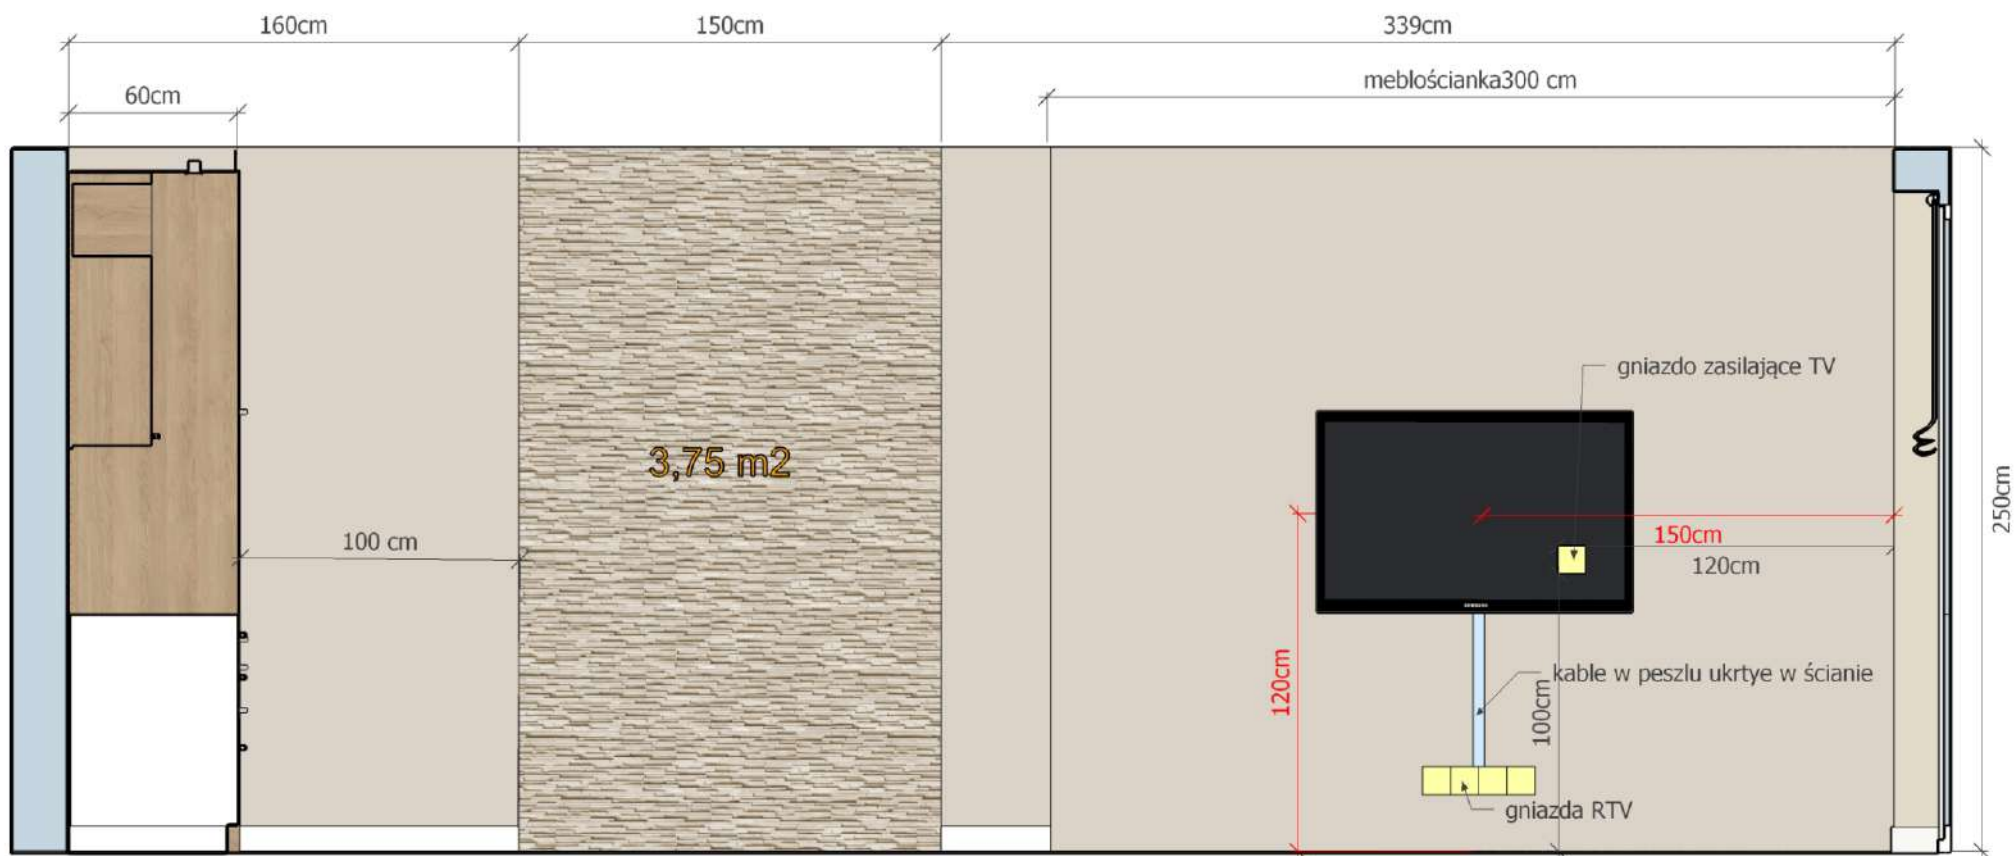 160cm
150cm
339cm
meblościanka300 cm
60cm
gniazdo zasilające TV
3,75 m2
250cm
150cm
100 cm
120cm
SAMSUNG
120cm
kable w peszlu ukrtye w ścianie
100cm
gniazda RTV